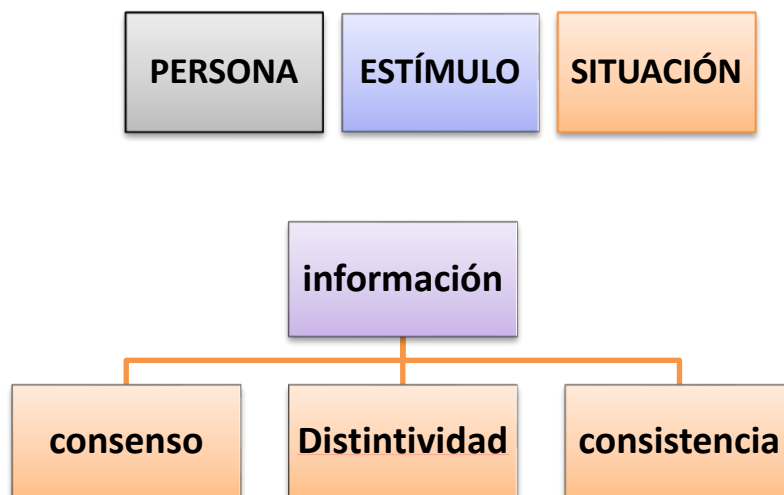 PERSONA
ESTÍMULO
SITUACIÓN
información
consenso
Distintividad
consistencia